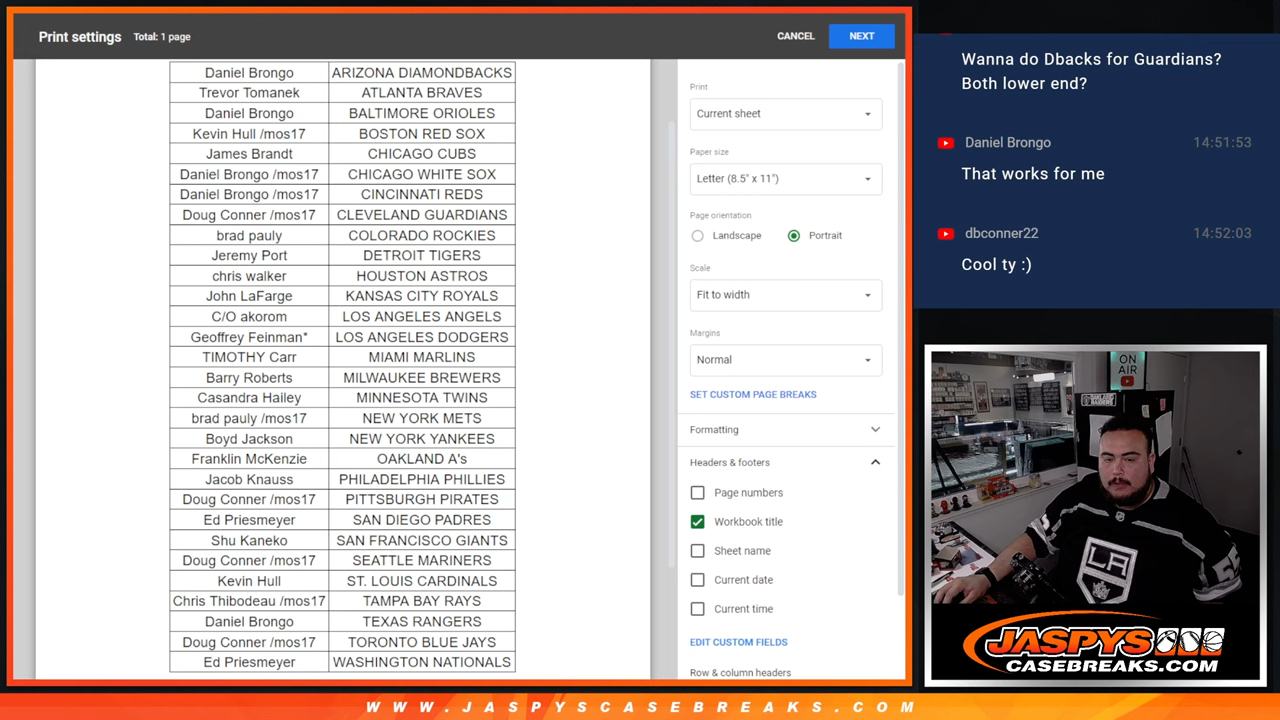 Print settings Total: 1 page
CANCEL NEXT
Daniel Brongo ARIZONA DIAMONDBACKS
Trevor Tomanek ATLANTA BRAVES
Daniel Brongo BALTIMORE ORIOLES
Kevin Hull /mos17 BOSTON RED SOX
James Brandt CHICAGO CUBS
Daniel Brongo /mos17 CHICAGO WHITE SOX
Daniel Brongo /mos17 CINCINNATI REDS
Doug Conner /mos17 CLEVELAND GUARDIANS
brad pauly COLORADO ROCKIES
Jeremy Port DETROIT TIGERS
chris walker HOUSTON ASTROS
John LaFarge KANSAS CITY ROYALS
C/O akorom LOS ANGELES ANGELS
Geoffrey Feinman* LOS ANGELES DODGERS
TIMOTHY Carr MIAMI MARLINS
Barry Roberts MILWAUKEE BREWERS
Casandra Hailey MINNESOTA TWINS
brad pauly /mos17 NEW YORK METS
Boyd Jackson NEW YORK YANKEES
Franklin McKenzie OAKLAND A's
Jacob Knauss PHILADELPHIA PHILLIES
Doug Conner /mos17 PITTSBURGH PIRATES
Ed Priesmeyer SAN DIEGO PADRES
Shu Kaneko SAN FRANCISCO GIANTS
Doug Conner /mos17 SEATTLE MARINERS
Kevin Hull ST. LOUIS CARDINALS
Chris Thibodeau /mos17 TAMPA BAY RAYS
Daniel Brongo TEXAS RANGERS
Doug Conner /mos17 TORONTO BLUE JAYS
Ed Priesmeyer WASHINGTON NATIONALS
Print
Current sheet
Paper size
Letter (8.5" x 11")
Page orientation
Landscape Portrait
Scale
Fit to width
Margins
Normal
SET CUSTOM PAGE BREAKS
Formatting
Headers & footers
Page numbers
Workbook title
Sheet name
Current date
Current time
EDIT CUSTOM FIELDS
Row & column headers
Wanna do Dbacks for Guardians?
Both lower end?
Daniel Brongo 14:51:53
That works for me
dbconner22 14:52:03
Cool ty :)
ON
AIR
LA
JASPYS
CASEBREAKS.COM
WWW.JASPYSCASEBREAKS.COM